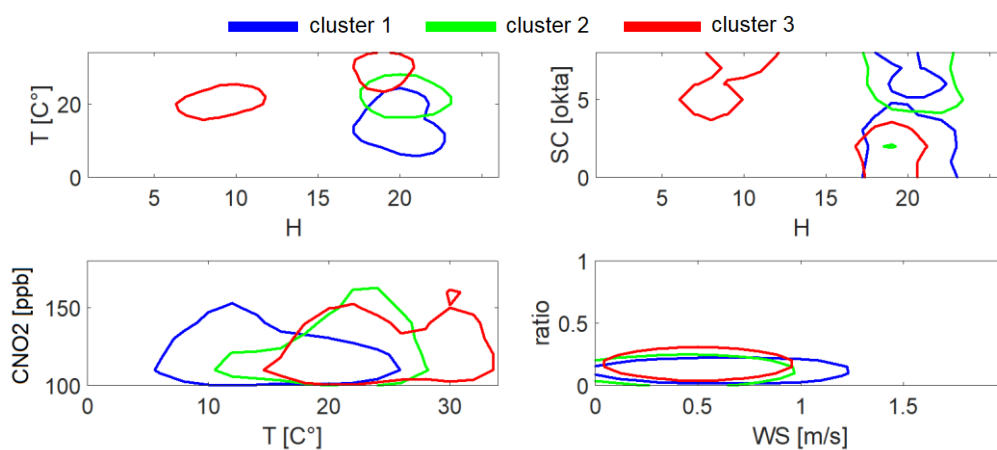 cluster 1 cluster 2 cluster 3
T [C°]
20
0
5 10 15 20
H
SC [okta]
5
0
5 10 15 20
H
CNO2 [ppb]
150
100
0 10 20 30
T [C°]
ratio
1
0.5
0
0 0.5 1 1.5
WS [m/s]